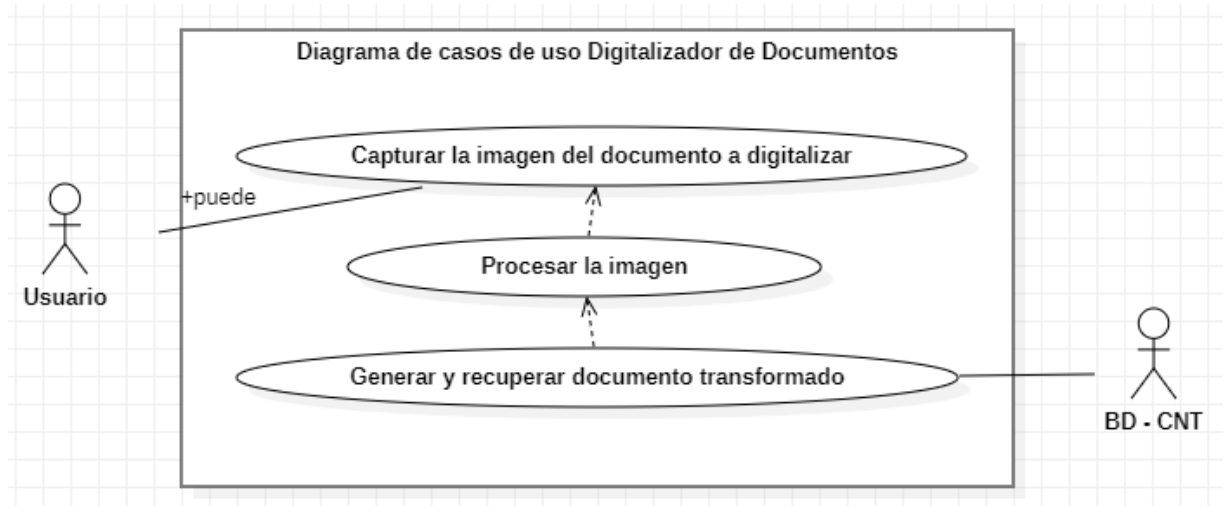 Diagrama de casos de uso Digitalizador de Documentos
Capturar la imagen del documento a digitalizar
+puede
Procesar la imagen
Usuario
Generar y recuperar documento transformado
BD - CNT